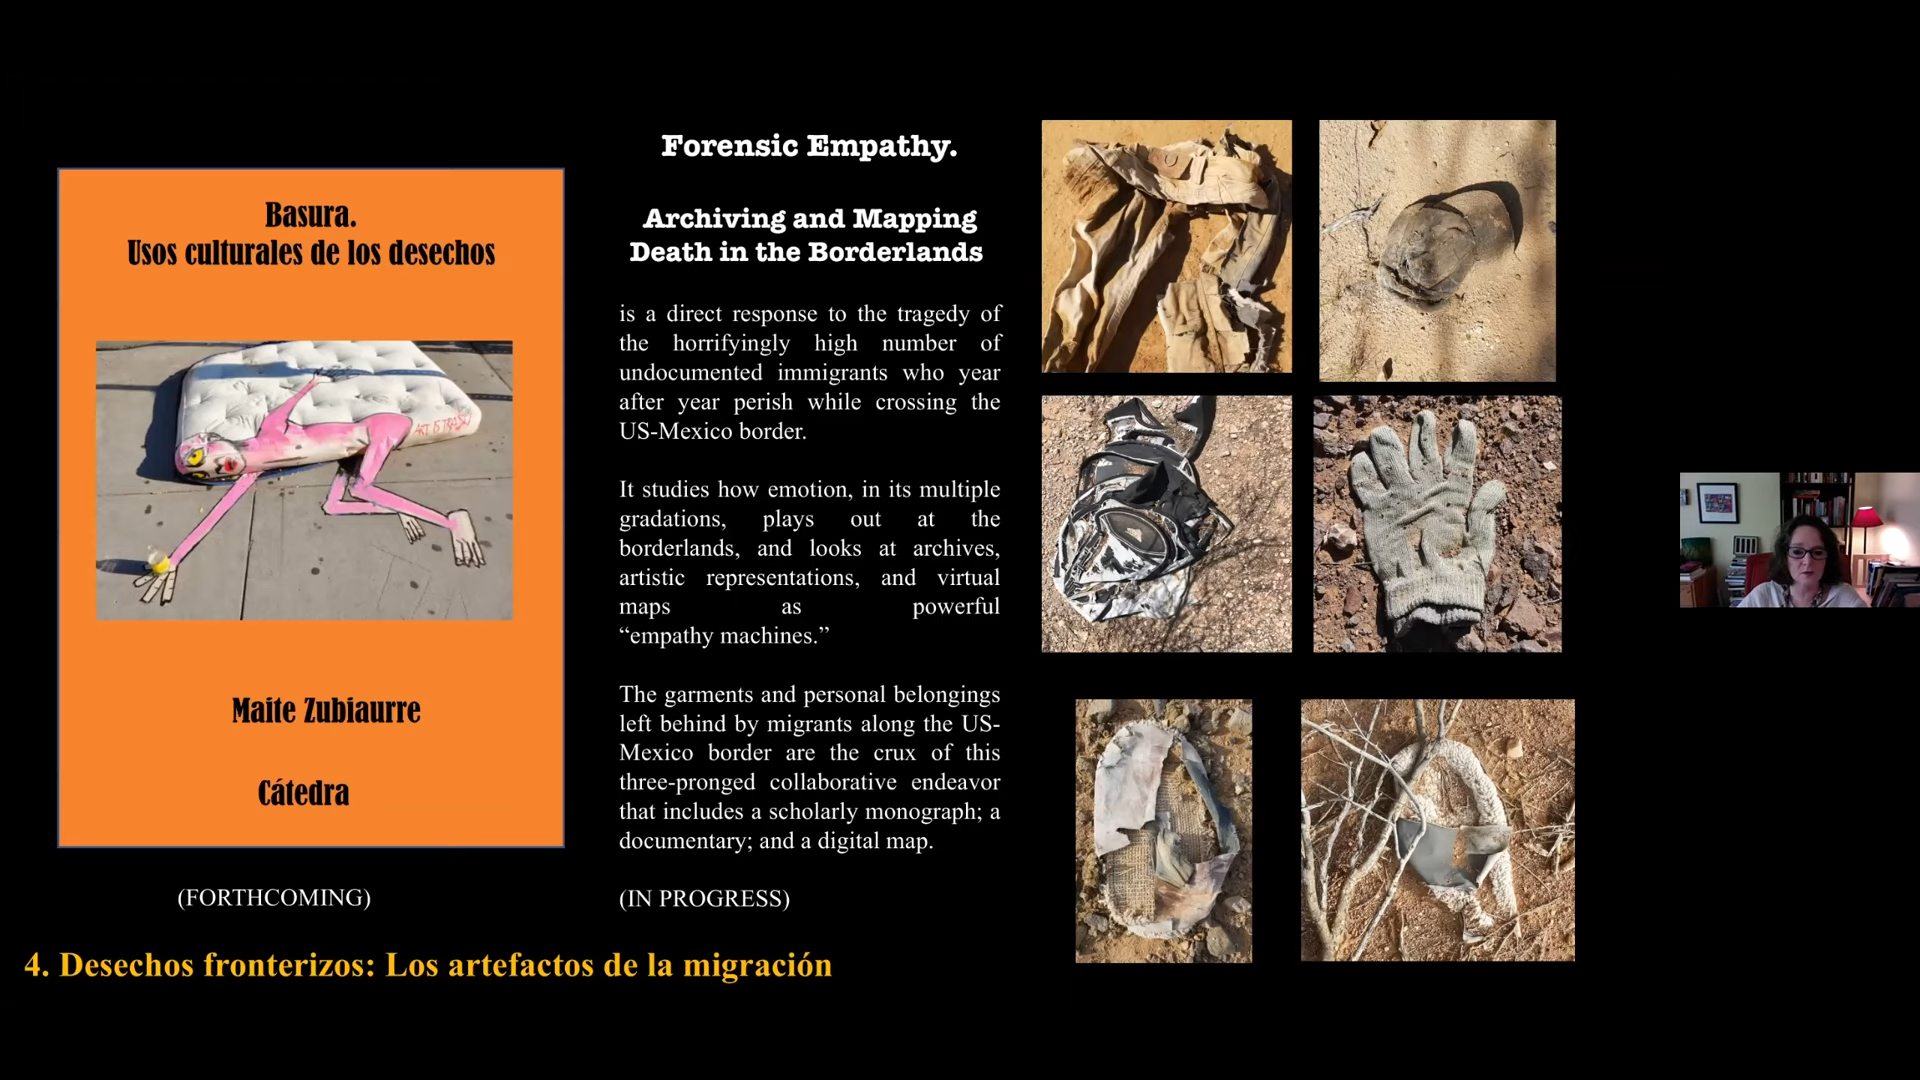 Basura.
Usos culturales de los desechos
ART IS TRASH
Maite Zubiaurre
Cátedra
(FORTHCOMING)
Forensic Empathy.
Archiving and Mapping
Death in the Borderlands
is a direct response to the tragedy of
the horrifyingly high number of
undocumented immigrants who year
after year perish while crossing the
US-Mexico border.
It studies how emotion, in its multiple
gradations, plays out at the
borderlands, and looks at archives,
artistic representations, and virtual
maps as powerful
“empathy machines.”
The garments and personal belongings
left behind by migrants along the US-
Mexico border are the crux of this
three-pronged collaborative endeavor
that includes a scholarly monograph; a
documentary; and a digital map.
(IN PROGRESS)
4. Desechos fronterizos: Los artefactos de la migración